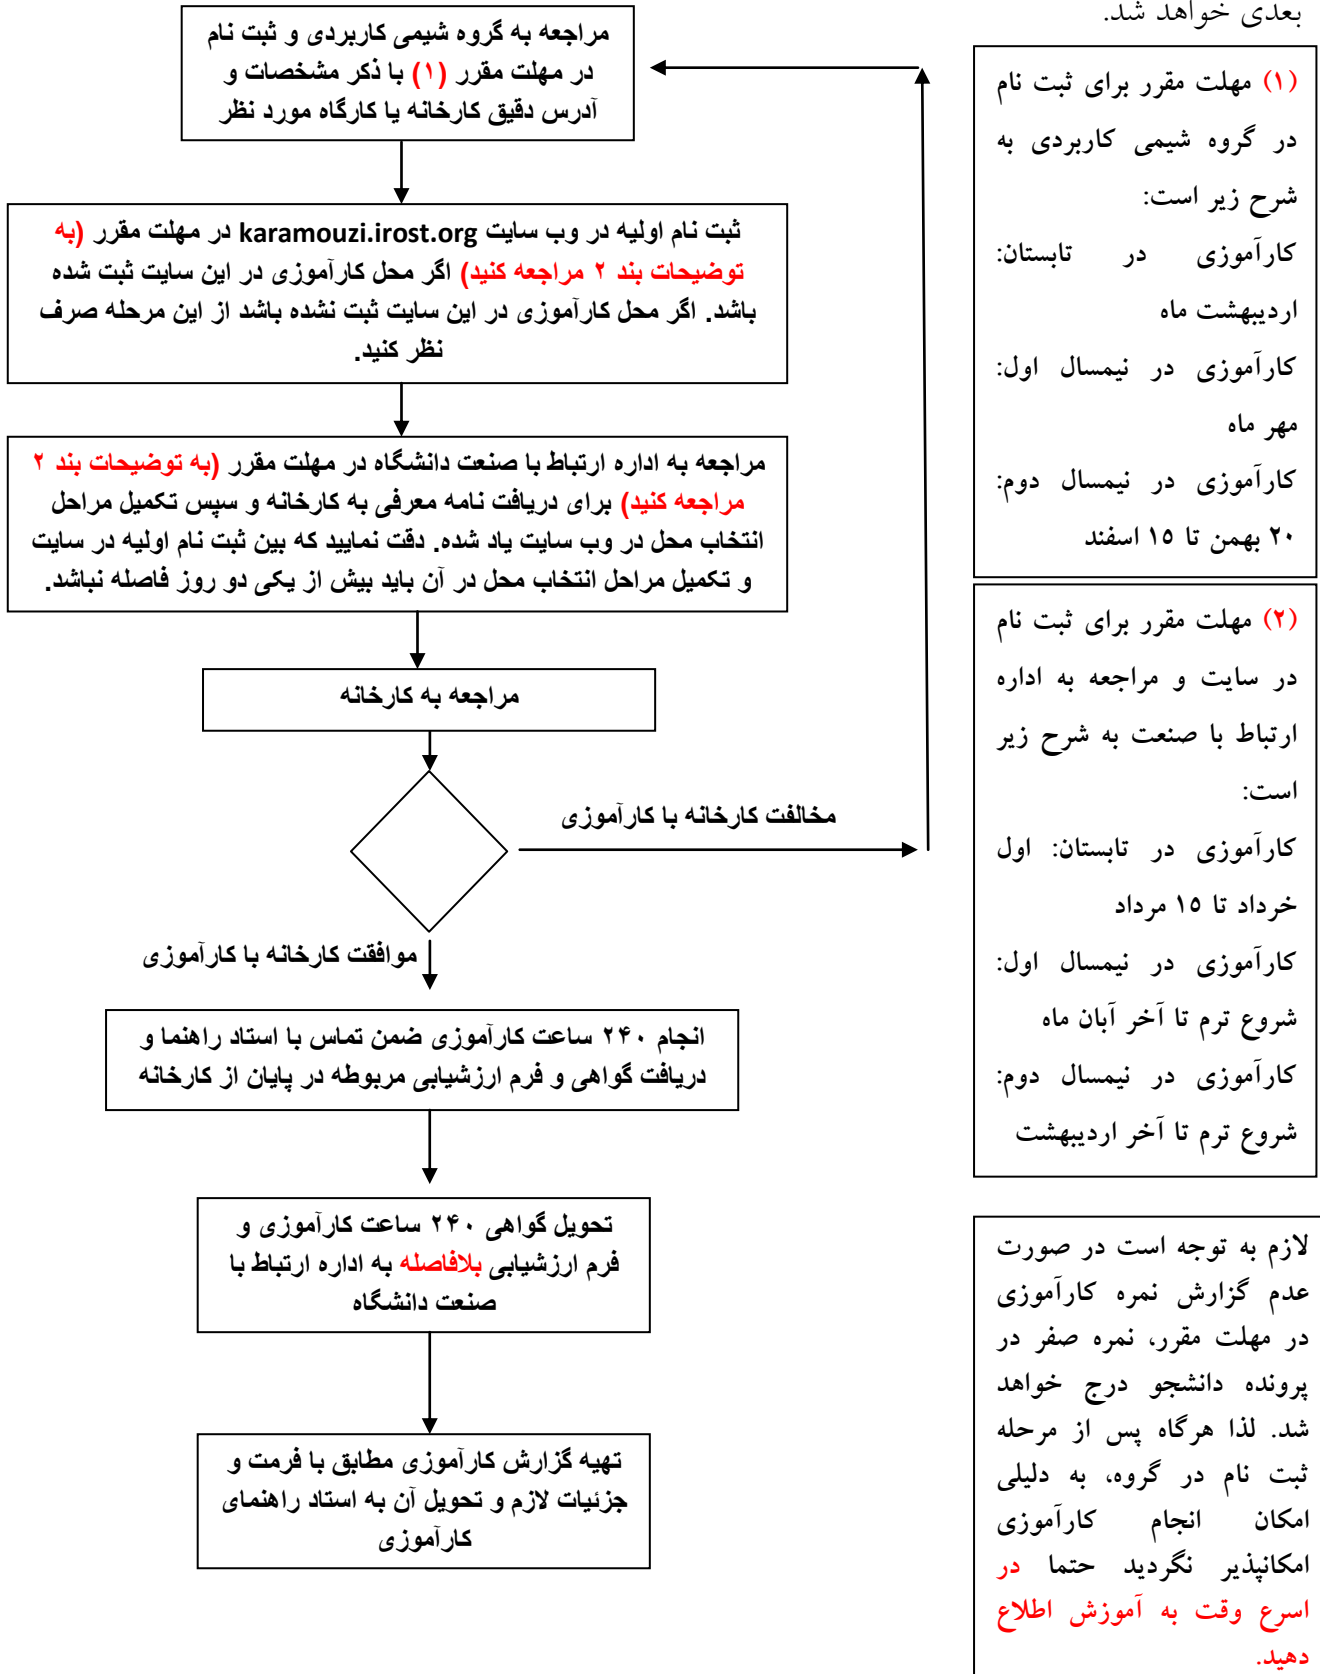 بعدی خواهد شد.
مراجعه به گروه شیمی کاربردی و ثبت نام
در مهلت مقرر (۱) با ذکر مشخصات و
آدرس دقیق کارخانه یا کارگاه مورد نظر
ثبت نام اولیه در وب سایت karamouzi.irost.org در مهلت مقرر (به
توضیحات بند ۲ مراجعه کنید) اگر محل کارآموزی در این سایت ثبت شده
باشد. اگر محل کارآموزی در این سایت ثبت نشده باشد از این مرحله صرف
نظر کنید.
مراجعه به اداره ارتباط با صنعت دانشگاه در مهلت مقرر (به توضیحات بند ۲
مراجعه کنید) برای دریافت نامه معرفی به کارخانه و سپس تکمیل مراحل
انتخاب محل در وب سایت یاد شده. دقت نمایید که بین ثبت نام اولیه در سایت
و تکمیل مراحل انتخاب محل در آن باید بیش از یکی دو روز فاصله نباشد.
مراجعه به کارخانه
مخالفت کارخانه با کارآموزی
موافقت کارخانه با کارآموزی
انجام ۲۴۰ ساعت کارآموزی ضمن تماس با استاد راهنما و
دریافت گواهی و فرم ارزشیابی مربوطه در پایان از کارخانه
تحویل گواهی ۲۴۰ ساعت کارآموزی و
فرم ارزشیابی بلافاصله به اداره ارتباط با
صنعت دانشگاه
تهیه گزارش کارآموزی مطابق با فرمت و
جزئیات لازم و تحویل آن به استاد راهنمای
کارآموزی
(۱) مهلت مقرر برای ثبت نام
در گروه شیمی کاربردی به
شرح زیر است:
کارآموزی در تابستان:
اردیبهشت ماه
کارآموزی در نیمسال اول:
مهر ماه
کارآموزی در نیمسال دوم:
۲۰ بهمن تا ۱۵ اسفند
(۲) مهلت مقرر برای ثبت نام
در سایت و مراجعه به اداره
ارتباط با صنعت به شرح زیر
است:
کارآموزی در تابستان: اول
خرداد تا ۱۵ مرداد
کارآموزی در نیمسال اول:
شروع ترم تا آخر آبان ماه
کارآموزی در نیمسال دوم:
شروع ترم تا آخر اردیبهشت
لازم به توجه است در صورت
عدم گزارش نمره کارآموزی
در مهلت مقرر، نمره صفر در
پرونده دانشجو درج خواهد
شد. لذا هرگاه پس از مرحله
ثبت نام در گروه، به دلیلی
امکان انجام کارآموزی
امکانپذیر نگردید حتما در
اسرع وقت به آموزش اطلاع
دهید.